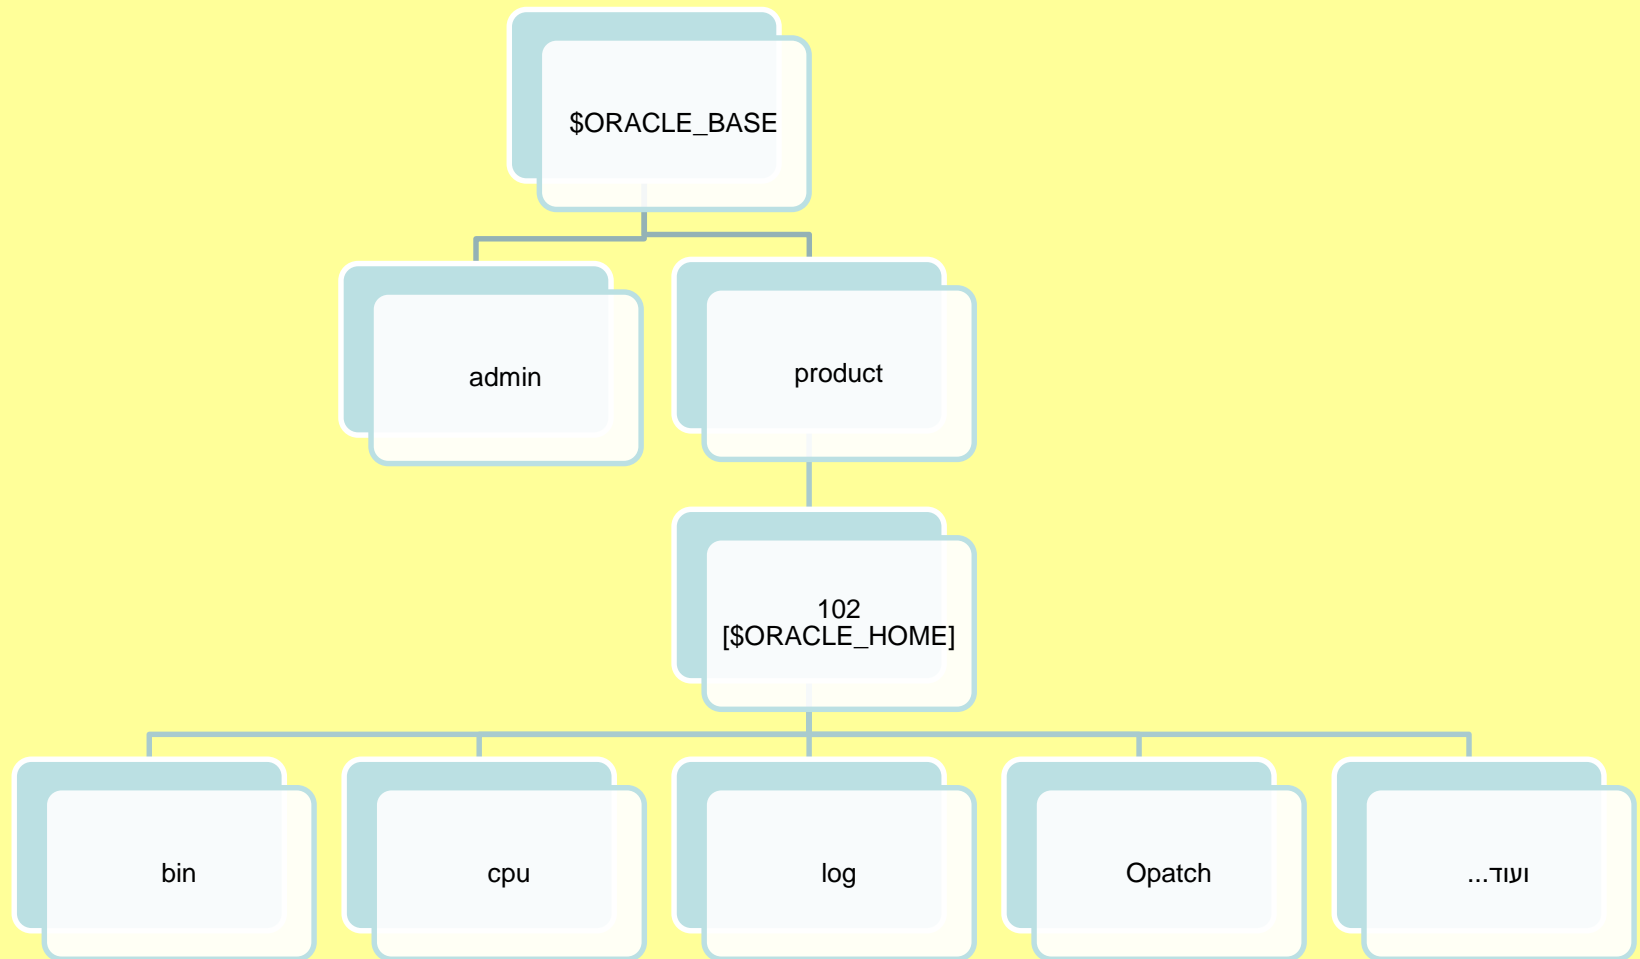 $ORACLE_BASE
admin
product
102
[$ORACLE_HOME]
bin
cpu
log
Opatch
ועוד...